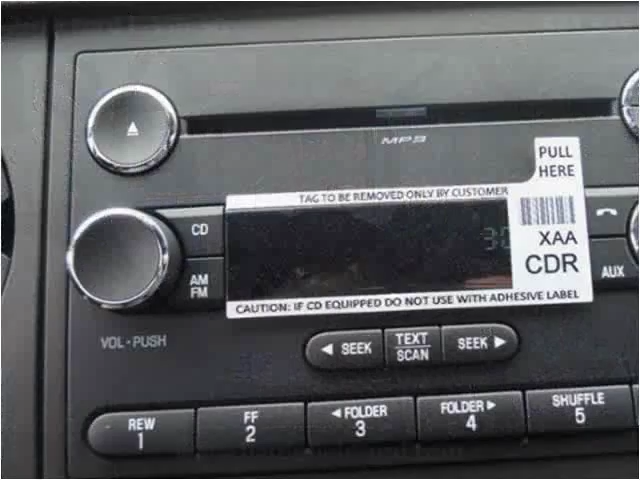 MP3
PULL
HERE
TAG TO BE REMOVED ONLY BY CUSTOMER
CD
XAA
CDR
AUX
AM
FM
CAUTION: IF CD EQUIPPED DO NOT USE WITH ADHESIVE LABEL
VOL • PUSH
◄ SEEK
TEXT
SCAN
SEEK ►
REW
1
FF
2
◄ FOLDER
3
FOLDER ►
4
SHUFFLE
5